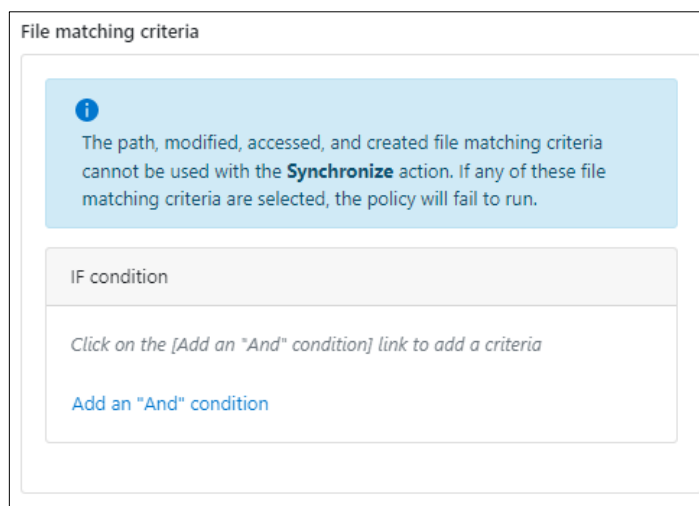 File matching criteria
The path, modified, accessed, and created file matching criteria
cannot be used with the Synchronize action. If any of these file
matching criteria are selected, the policy will fail to run.
IF condition
Click on the [Add an "And" condition] link to add a criteria
Add an "And" condition